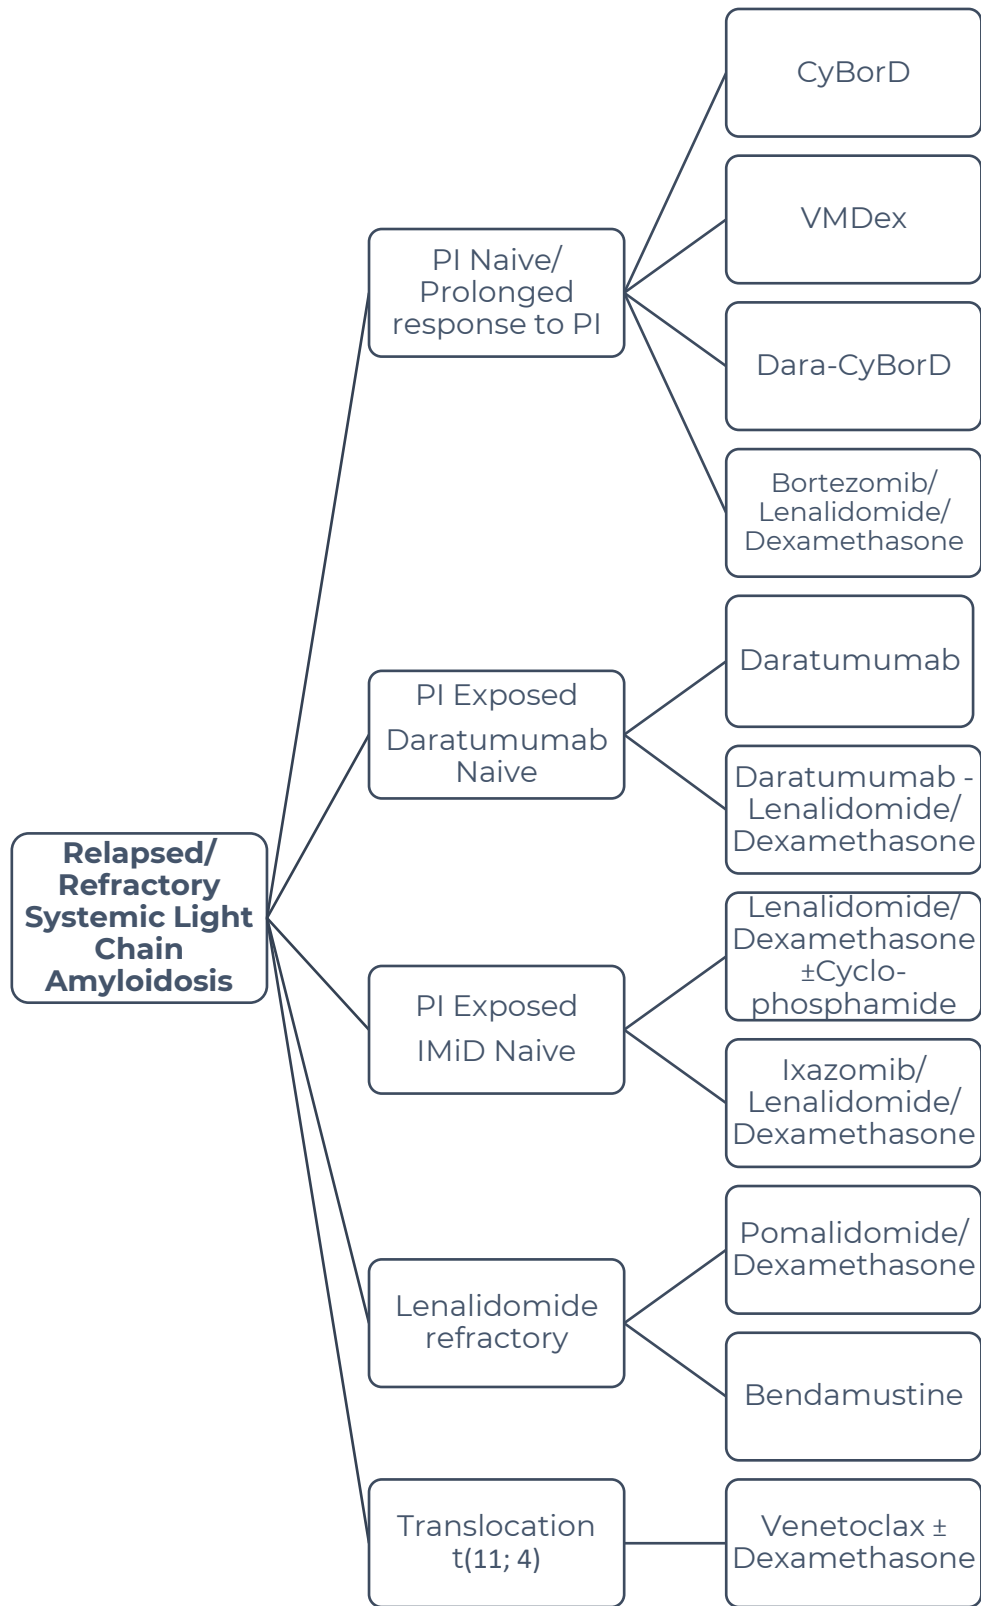 Relapsed/
Refractory
Systemic Light
Chain
Amyloidosis
PI Naive/
Prolonged
response to PI
CyBorD
VMDex
Dara-CyBorD
Bortezomib/
Lenalidomide/
Dexamethasone
PI Exposed
Daratumumab
Naive
Daratumumab
Daratumumab -
Lenalidomide/
Dexamethasone
PI Exposed
IMiD Naive
Lenalidomide/
Dexamethasone
±Cyclo-
phosphamide
Ixazomib/
Lenalidomide/
Dexamethasone
Lenalidomide
refractory
Pomalidomide/
Dexamethasone
Bendamustine
Translocation
t(11; 4)
Venetoclax ±
Dexamethasone